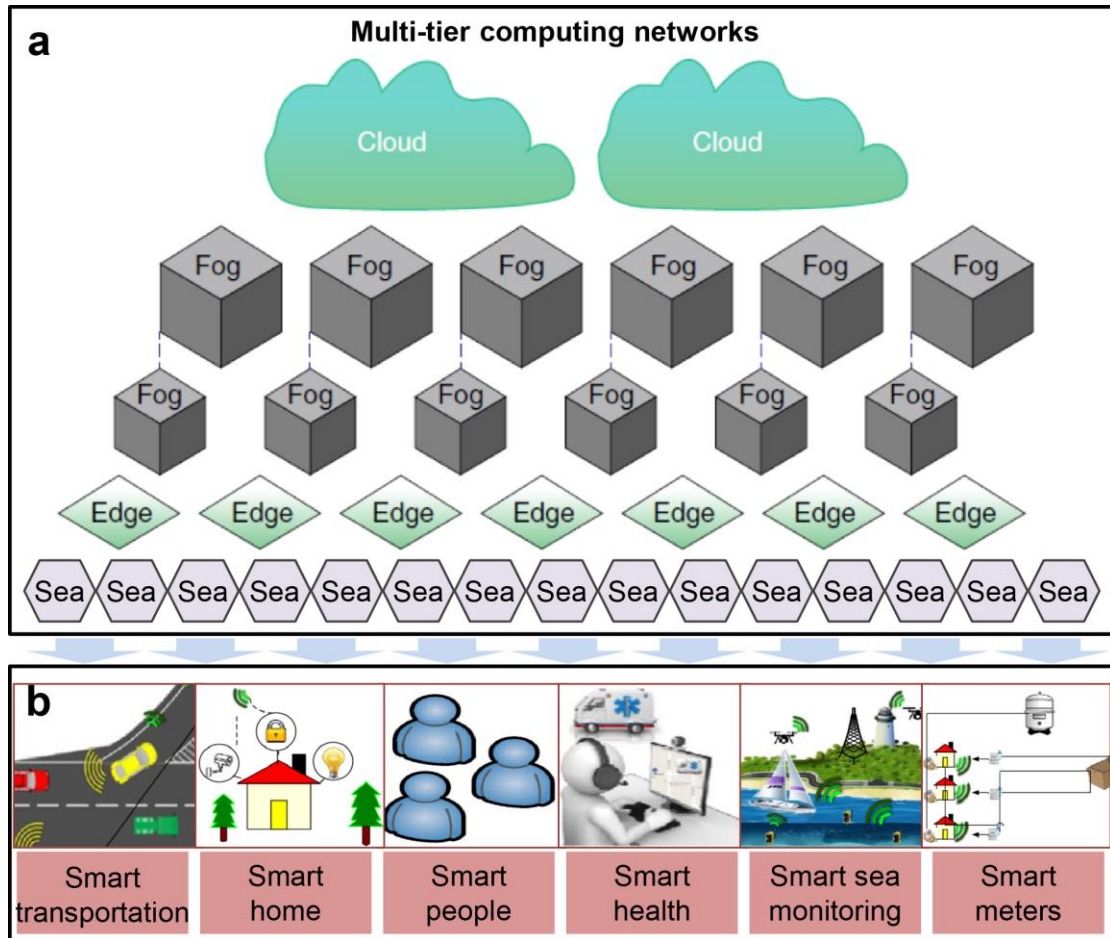 a
Multi-tier computing networks
Cloud Cloud
Fog Fog Fog Fog Fog Fog
Fog Fog Fog Fog Fog Fog
Edge Edge Edge Edge Edge Edge Edge
Sea Sea Sea Sea Sea Sea Sea Sea Sea Sea Sea Sea Sea Sea Sea
b
Smart
transportation
Smart
home
Smart
people
Smart
health
Smart sea
monitoring
Smart
meters